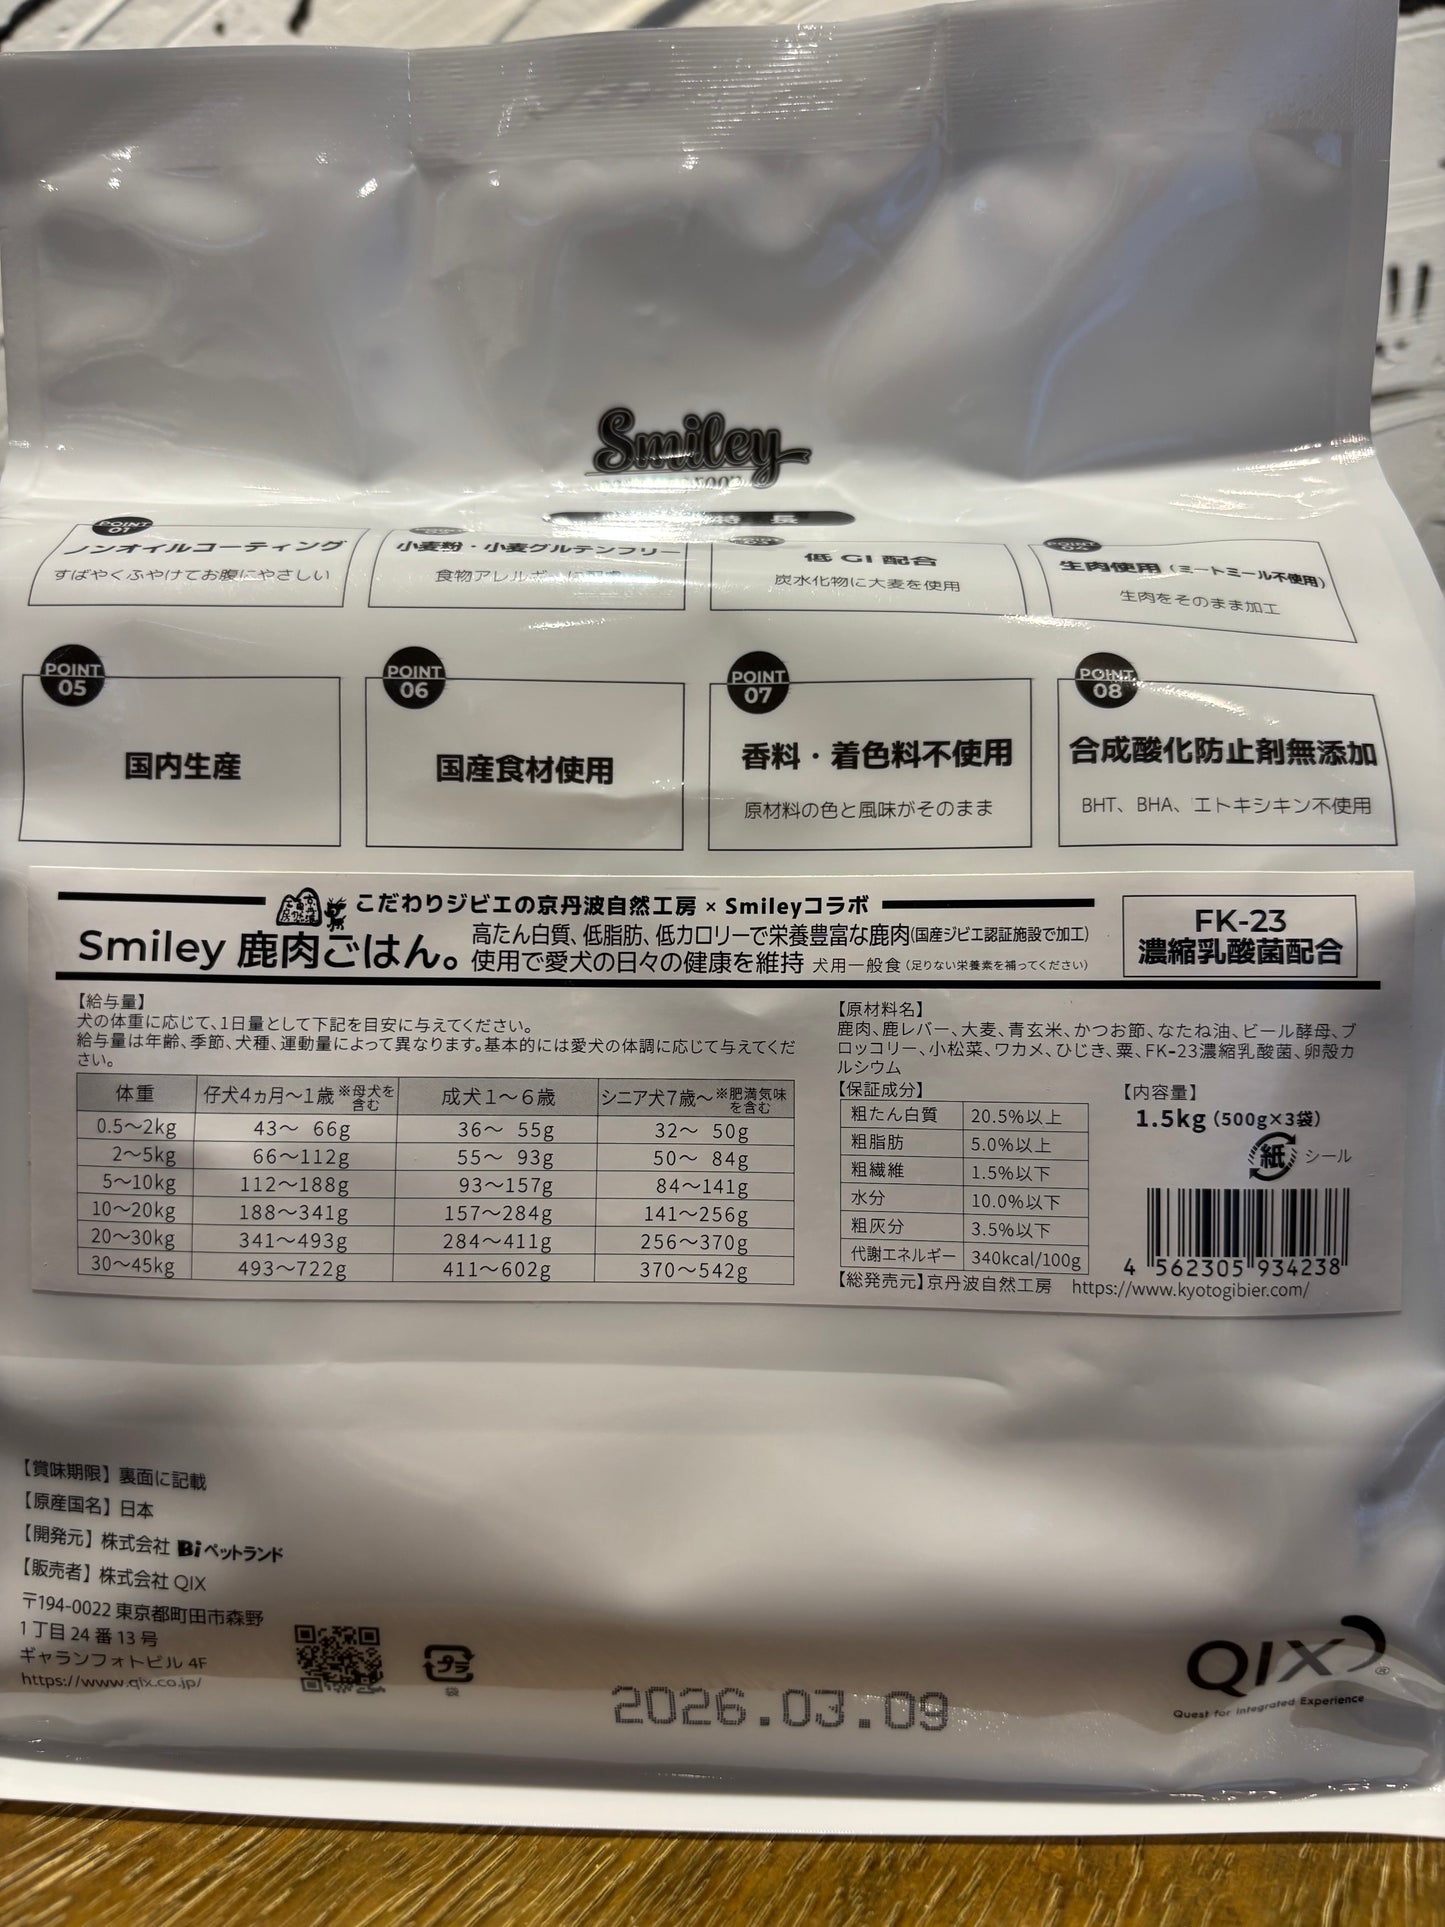 Smiley
特長
POINT 01
ノンオイルコーティング
すばやくふやけてお腹にやさしい
小麦粉・小麦グルテンフリー
食物アレルギーに配慮
低 GI 配合
炭水化物に大麦を使用
生肉使用（ミートミール不使用）
生肉をそのまま加工
POINT 05
国内生産
POINT 06
国産食材使用
POINT 07
香料・着色料不使用
原材料の色と風味がそのまま
POINT 08
合成酸化防止剤無添加
BHT、BHA、エトキシキン不使用
こだわりジビエの京丹波自然工房 × Smileyコラボ
Smiley 鹿肉ごはん。
高たん白質、低脂肪、低カロリーで栄養豊富な鹿肉(国産ジビエ認証施設で加工)
使用で愛犬の日々の健康を維持 犬用一般食（足りない栄養素を補ってください）
FK-23
濃縮乳酸菌配合
【給与量】
犬の体重に応じて、1日量として下記を目安に与えてください。
給与量は年齢、季節、犬種、運動量によって異なります。基本的には愛犬の体調に応じて与えてくだ
さい。
体重 仔犬4ヵ月〜1歳 ※母犬を含む 成犬1〜6歳 シニア犬7歳〜 ※肥満気味を含む
0.5〜2kg 43〜 66g 36〜 55g 32〜 50g
2〜5kg 66〜112g 55〜 93g 50〜 84g
5〜10kg 112〜188g 93〜157g 84〜141g
10〜20kg 188〜341g 157〜284g 141〜256g
20〜30kg 341〜493g 284〜411g 256〜370g
30〜45kg 493〜722g 411〜602g 370〜542g
【原材料名】
鹿肉、鹿レバー、大麦、青玄米、かつお節、なたね油、ビール酵母、ブ
ロッコリー、小松菜、ワカメ、ひじき、粟、FK-23濃縮乳酸菌、卵殻カ
ルシウム
【保証成分】
粗たん白質 20.5%以上
粗脂肪 5.0%以上
粗繊維 1.5%以下
水分 10.0%以下
粗灰分 3.5%以下
代謝エネルギー 340kcal/100g
【内容量】
1.5kg（500g×3袋）
紙 シール
4 562305 934238
【総発売元】京丹波自然工房 https://www.kyotogibier.com/
【賞味期限】裏面に記載
【原産国名】日本
【開発元】株式会社 Biペットランド
【販売者】株式会社 QIX
〒194-0022 東京都町田市森野
1 丁目 24 番 13 号
ギャランフォトビル 4F
https://www.qix.co.jp/
プラ
袋
2026.03.09
QIX®
Quest for Integrated Experience